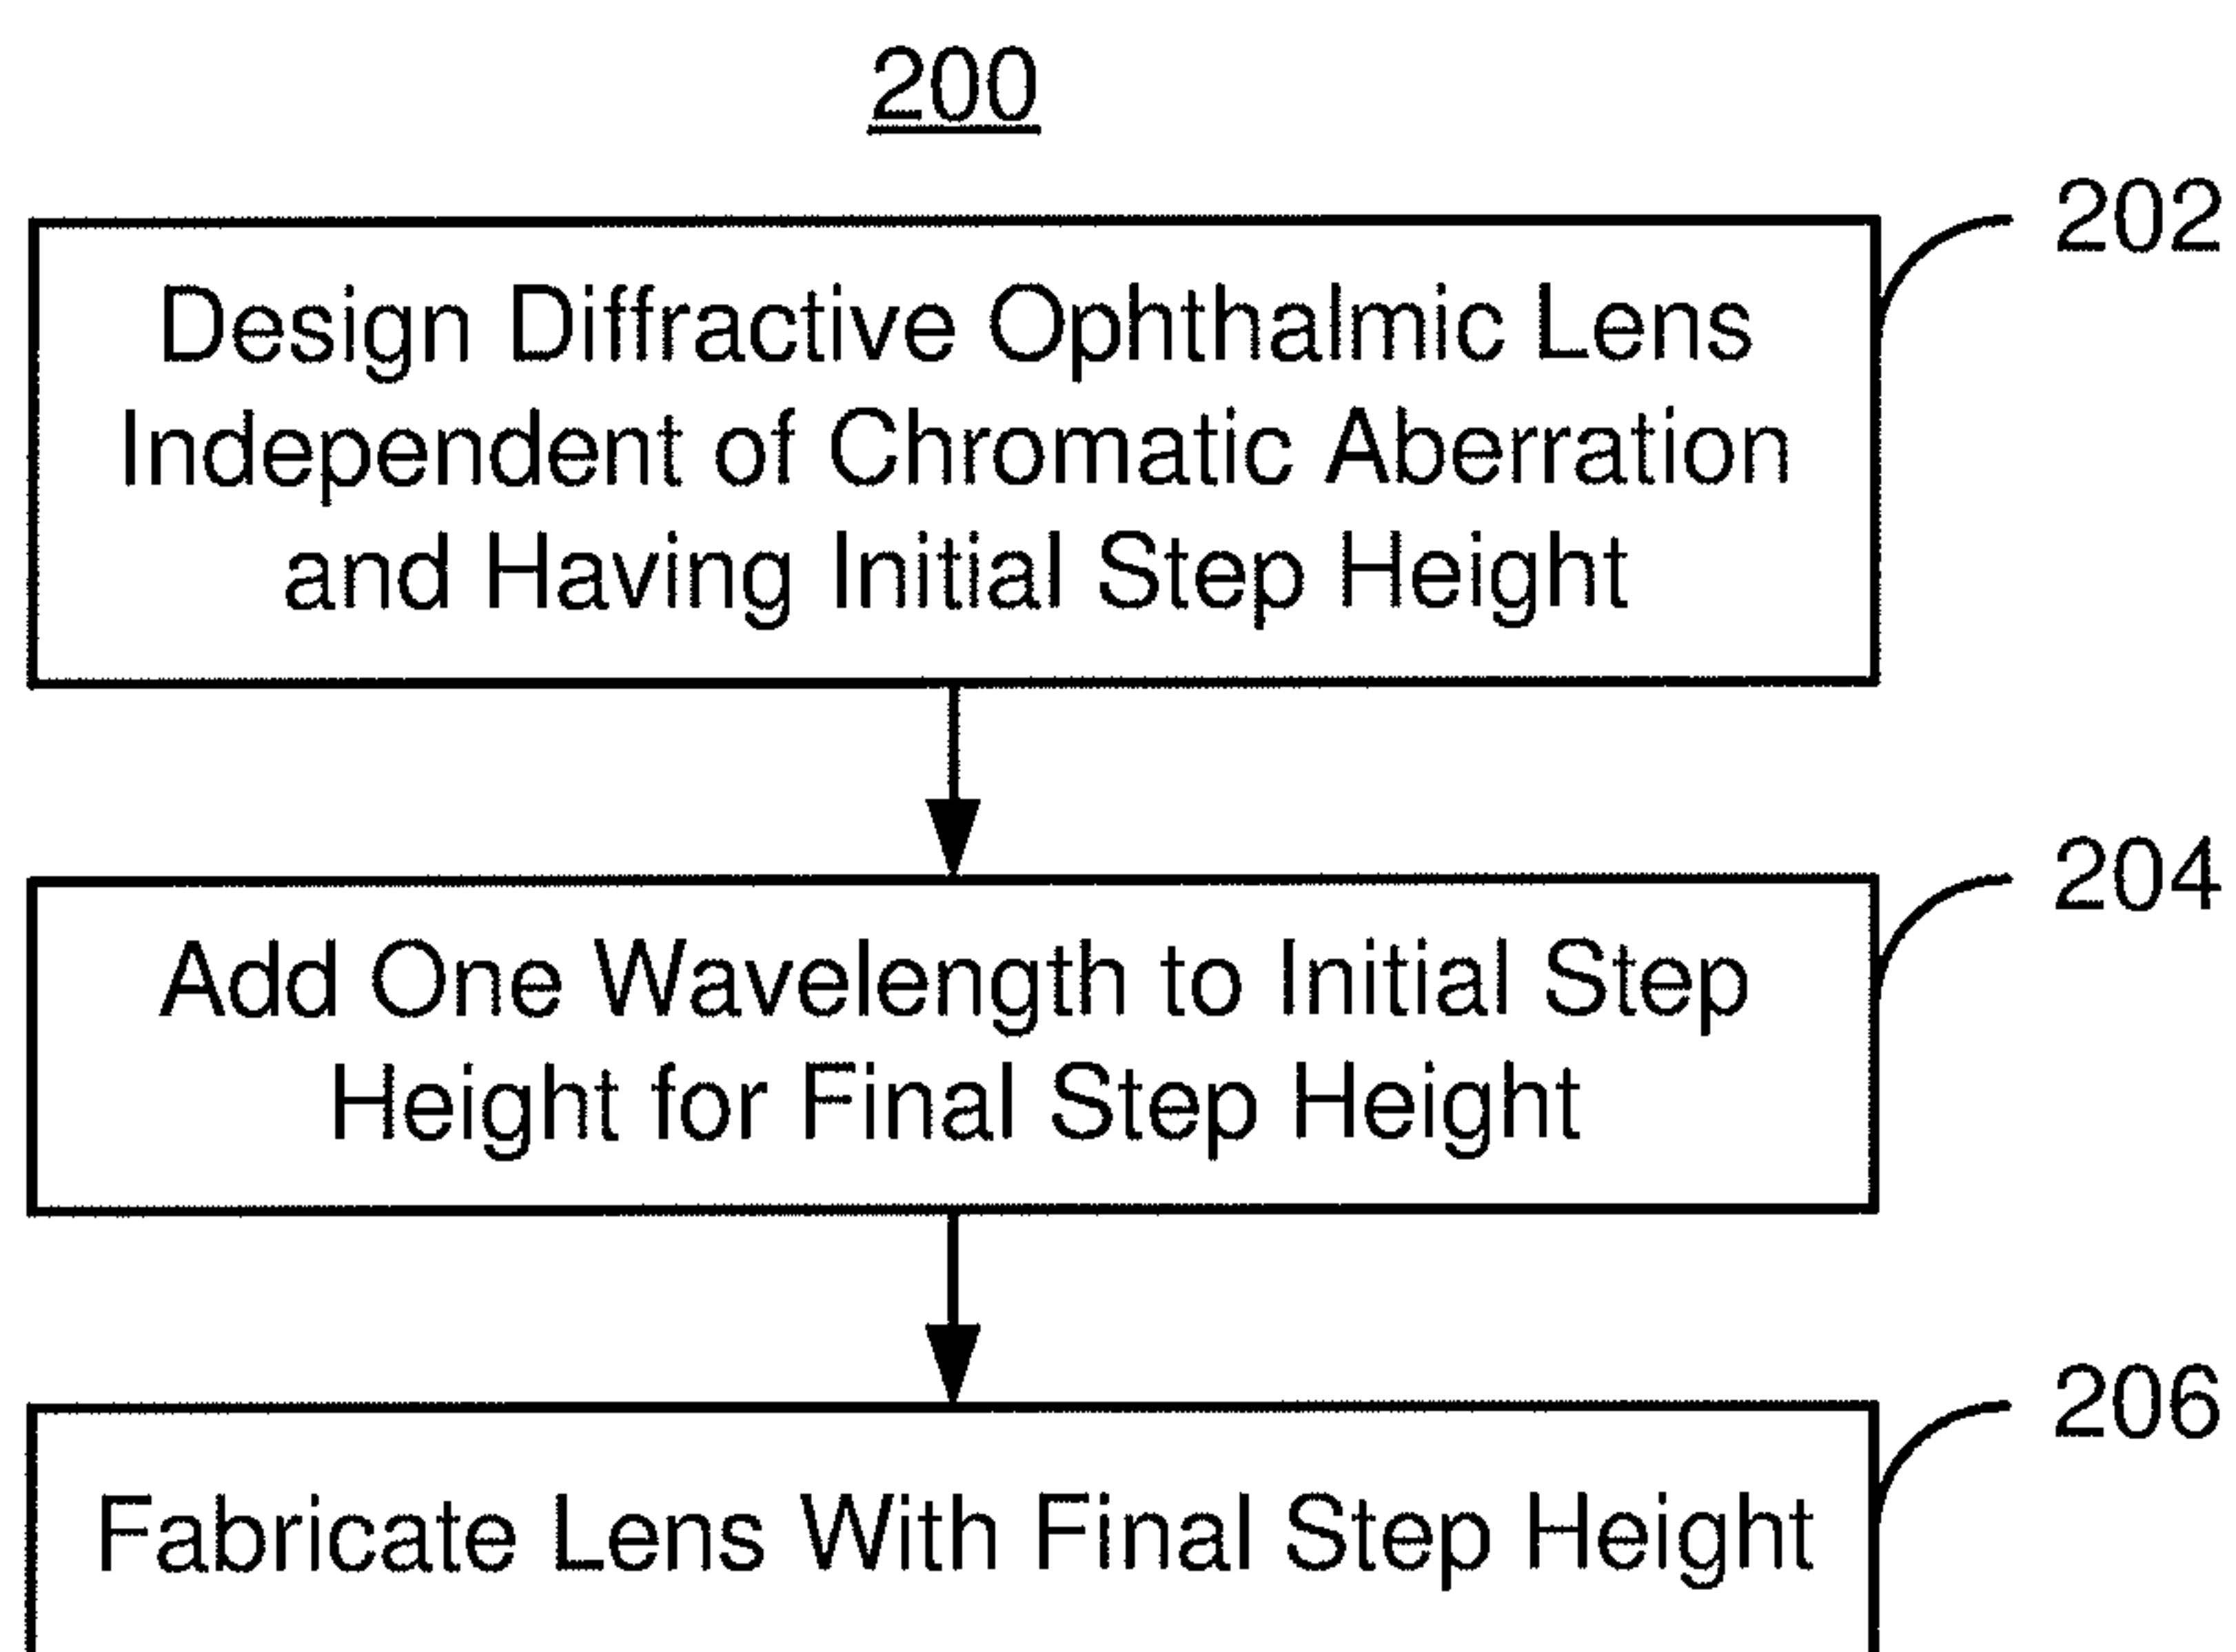 200
202
Design Diffractive Ophthalmic Lens
Independent of Chromatic Aberration
and Having Initial Step Height
204
Add One Wavelength to Initial Step
Height for Final Step Height
206
Fabricate Lens With Final Step Height